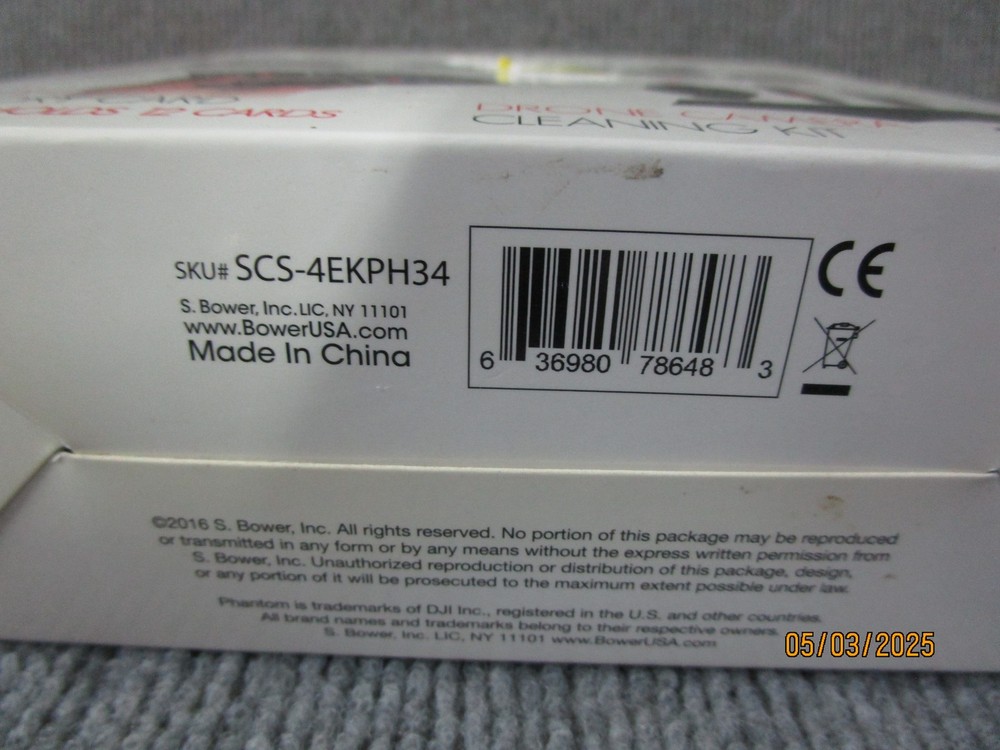 HOLDS 12 CARDS
DRONE CAMERA
CLEANING KIT
SKU# SCS-4EKPH34
S. Bower, Inc. LIC, NY 11101
www.BowerUSA.com
Made In China
6 36980 78648 3
CE
©2016 S. Bower, Inc. All rights reserved. No portion of this package may be reproduced
or transmitted in any form or by any means without the express written permission from
S. Bower, Inc. Unauthorized reproduction or distribution of this package, design,
or any portion of it will be prosecuted to the maximum extent possible under law.
Phantom is trademarks of DJI Inc., registered in the U.S. and other countries.
All brand names and trademarks belong to their respective owners.
S. Bower, Inc. LIC, NY 11101 www.BowerUSA.com
05/03/2025